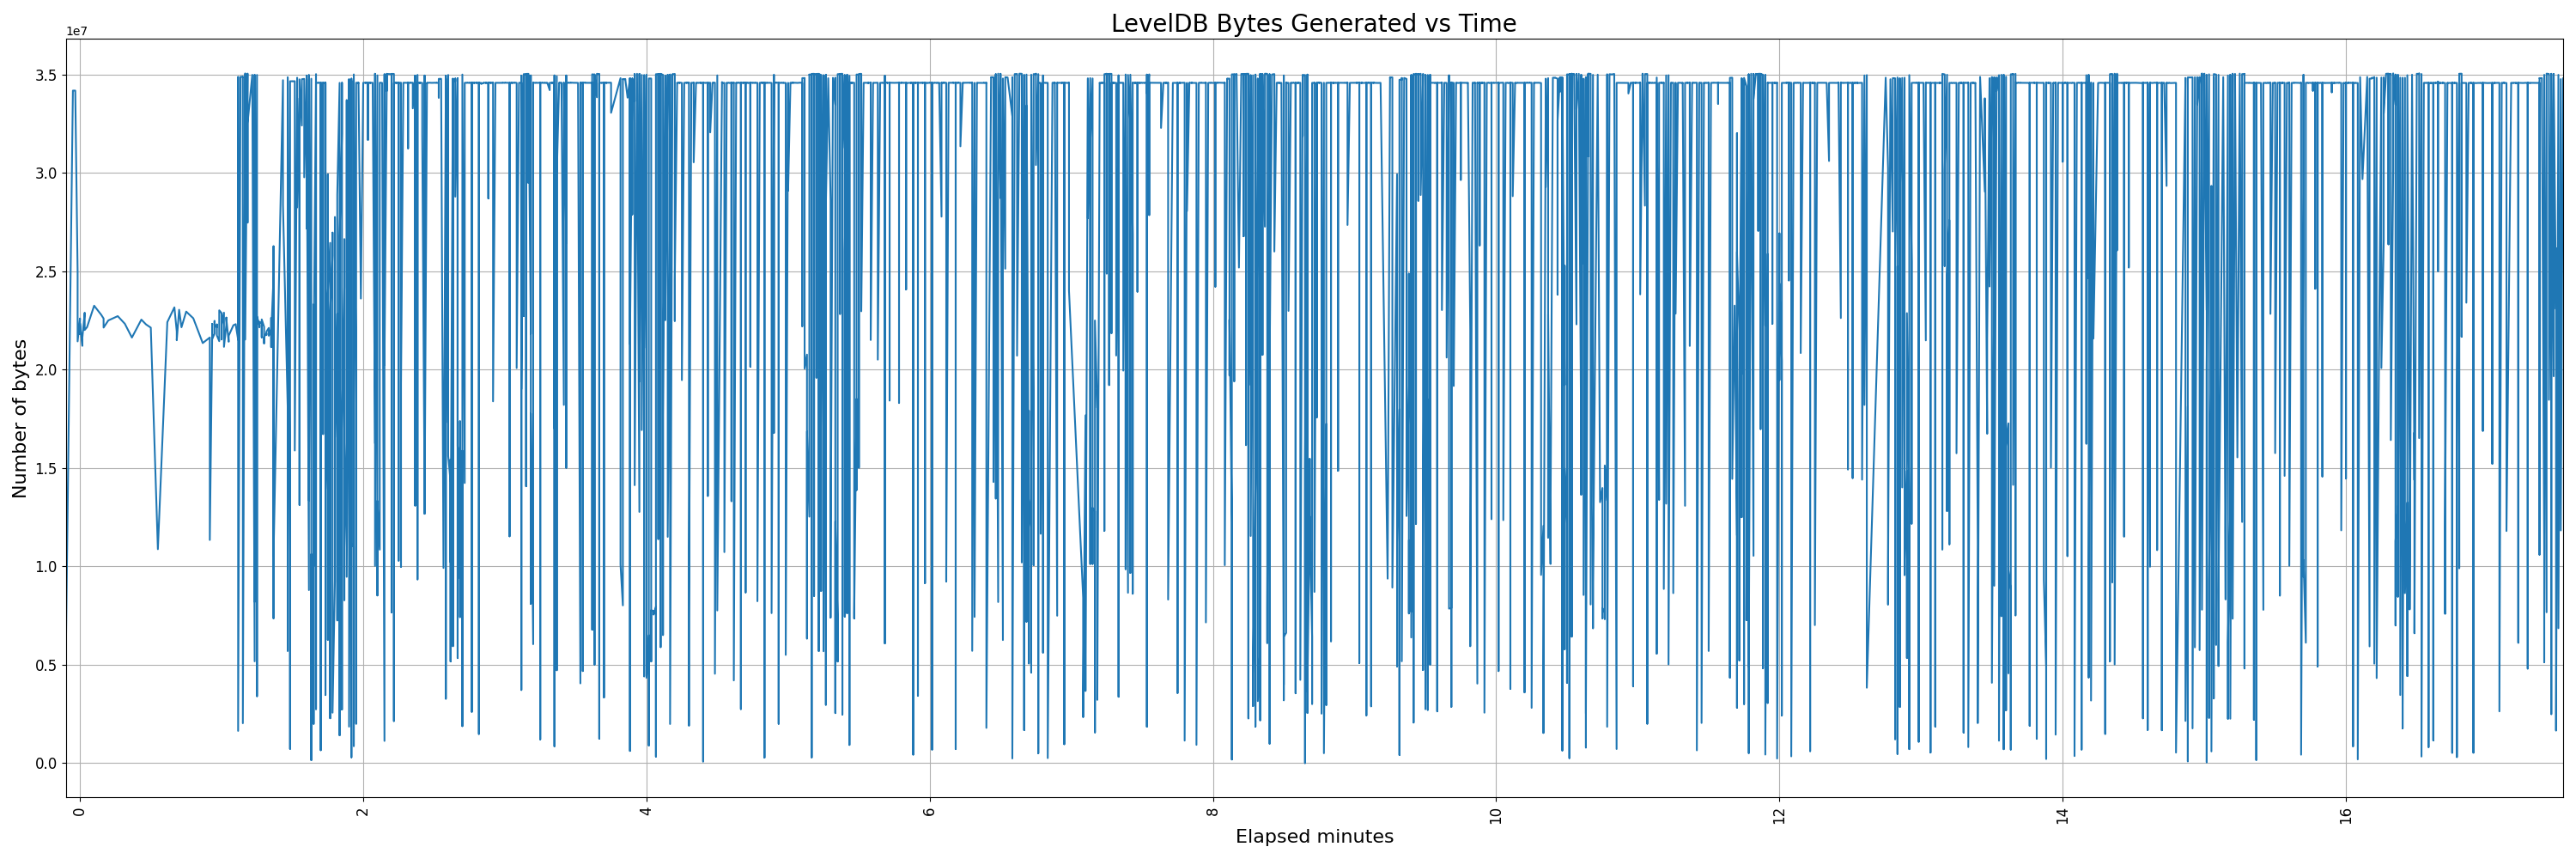 LevelDB Bytes Generated vs Time
1e7
3.5
3.0
2.5
2.0
1.5
1.0
0.5
0.0
Number of bytes
0 2 4 6 8 10 12 14 16
Elapsed minutes